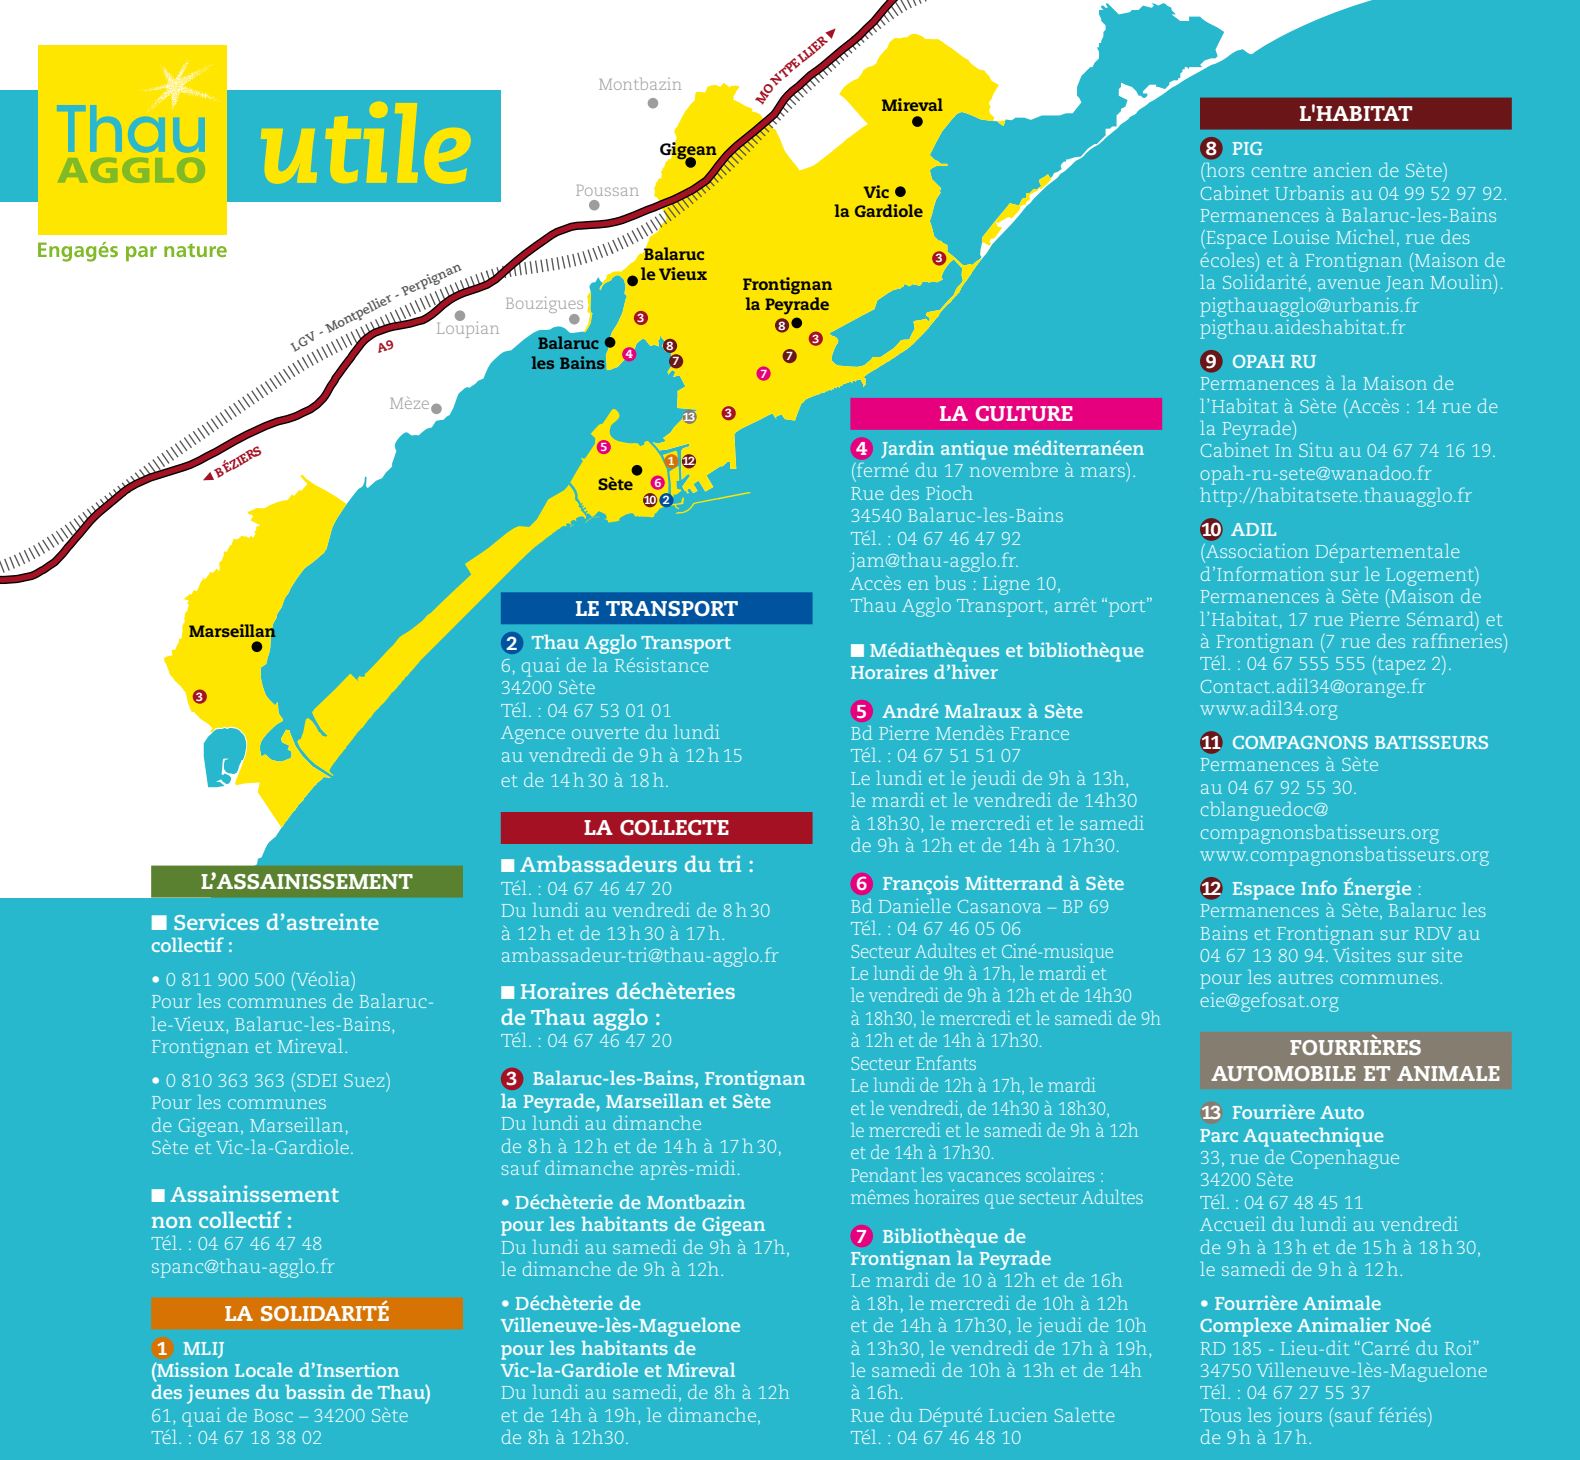 Thau
AGGLO
utile
Engagés par nature
Montbazin
MONTPELLIER
Mireval
Gigean
Poussan
Vic
la Gardiole
Balaruc
le Vieux
LGV - Montpellier - Perpignan
3
Frontignan
la Peyrade
Bouzigues
Loupian
A9
3
8
3
Balaruc
les Bains
4
8
7
7
7
Mèze
13
3
5
1
12
BÉZIERS
Sète
6
10
2
Marseillan
3
L'ASSAINISSEMENT
■ Services d'astreinte
collectif :
• 0 811 900 500 (Véolia)
Pour les communes de Balaruc-
le-Vieux, Balaruc-les-Bains,
Frontignan et Mireval.
• 0 810 363 363 (SDEI Suez)
Pour les communes
de Gigean, Marseillan,
Sète et Vic-la-Gardiole.
■ Assainissement
non collectif :
Tél. : 04 67 46 47 48
spanc@thau-agglo.fr
LA SOLIDARITÉ
1 MLIJ
(Mission Locale d'Insertion
des jeunes du bassin de Thau)
61, quai de Bosc – 34200 Sète
Tél. : 04 67 18 38 02
LE TRANSPORT
2 Thau Agglo Transport
6, quai de la Résistance
34200 Sète
Tél. : 04 67 53 01 01
Agence ouverte du lundi
au vendredi de 9 h à 12 h 15
et de 14 h 30 à 18 h.
LA COLLECTE
■ Ambassadeurs du tri :
Tél. : 04 67 46 47 20
Du lundi au vendredi de 8 h 30
à 12 h et de 13 h 30 à 17 h.
ambassadeur-tri@thau-agglo.fr
■ Horaires déchèteries
de Thau agglo :
Tél. : 04 67 46 47 20
3 Balaruc-les-Bains, Frontignan
la Peyrade, Marseillan et Sète
Du lundi au dimanche
de 8 h à 12 h et de 14 h à 17 h 30,
sauf dimanche après-midi.
• Déchèterie de Montbazin
pour les habitants de Gigean
Du lundi au samedi de 9h à 17h,
le dimanche de 9h à 12h.
• Déchèterie de
Villeneuve-lès-Maguelone
pour les habitants de
Vic-la-Gardiole et Mireval
Du lundi au samedi, de 8h à 12h
et de 14h à 19h, le dimanche,
de 8h à 12h30.
LA CULTURE
4 Jardin antique méditerranéen
(fermé du 17 novembre à mars).
Rue des Pioch
34540 Balaruc-les-Bains
Tél. : 04 67 46 47 92
jam@thau-agglo.fr.
Accès en bus : Ligne 10,
Thau Agglo Transport, arrêt “port”
■ Médiathèques et bibliothèque
Horaires d'hiver
5 André Malraux à Sète
Bd Pierre Mendès France
Tél. : 04 67 51 51 07
Le lundi et le jeudi de 9h à 13h,
le mardi et le vendredi de 14h30
à 18h30, le mercredi et le samedi
de 9h à 12h et de 14h à 17h30.
6 François Mitterrand à Sète
Bd Danielle Casanova – BP 69
Tél. : 04 67 46 05 06
Secteur Adultes et Ciné-musique
Le lundi de 9h à 17h, le mardi et
le vendredi de 9h à 12h et de 14h30
à 18h30, le mercredi et le samedi de 9h
à 12h et de 14h à 17h30.
Secteur Enfants
Le lundi de 12h à 17h, le mardi
et le vendredi, de 14h30 à 18h30,
le mercredi et le samedi de 9h à 12h
et de 14h à 17h30.
Pendant les vacances scolaires :
mêmes horaires que secteur Adultes
7 Bibliothèque de
Frontignan la Peyrade
Le mardi de 10 à 12h et de 16h
à 18h, le mercredi de 10h à 12h
et de 14h à 17h30, le jeudi de 10h
à 13h30, le vendredi de 17h à 19h,
le samedi de 10h à 13h et de 14h
à 16h.
Rue du Député Lucien Salette
Tél. : 04 67 46 48 10
L'HABITAT
8 PIG
(hors centre ancien de Sète)
Cabinet Urbanis au 04 99 52 97 92.
Permanences à Balaruc-les-Bains
(Espace Louise Michel, rue des
écoles) et à Frontignan (Maison de
la Solidarité, avenue Jean Moulin).
pigthauagglo@urbanis.fr
pigthau.aideshabitat.fr
9 OPAH RU
Permanences à la Maison de
l'Habitat à Sète (Accès : 14 rue de
la Peyrade)
Cabinet In Situ au 04 67 74 16 19.
opah-ru-sete@wanadoo.fr
http://habitatsete.thauagglo.fr
10 ADIL
(Association Départementale
d'Information sur le Logement)
Permanences à Sète (Maison de
l'Habitat, 17 rue Pierre Sémard) et
à Frontignan (7 rue des raffineries)
Tél. : 04 67 555 555 (tapez 2).
Contact.adil34@orange.fr
www.adil34.org
11 COMPAGNONS BATISSEURS
Permanences à Sète
au 04 67 92 55 30.
cblanguedoc@
compagnonsbatisseurs.org
www.compagnonsbatisseurs.org
12 Espace Info Énergie :
Permanences à Sète, Balaruc les
Bains et Frontignan sur RDV au
04 67 13 80 94. Visites sur site
pour les autres communes.
eie@gefosat.org
FOURRIÈRES
AUTOMOBILE ET ANIMALE
13 Fourrière Auto
Parc Aquatechnique
33, rue de Copenhague
34200 Sète
Tél. : 04 67 48 45 11
Accueil du lundi au vendredi
de 9 h à 13 h et de 15 h à 18 h 30,
le samedi de 9 h à 12 h.
• Fourrière Animale
Complexe Animalier Noé
RD 185 - Lieu-dit “Carré du Roi”
34750 Villeneuve-lès-Maguelone
Tél. : 04 67 27 55 37
Tous les jours (sauf fériés)
de 9 h à 17 h.